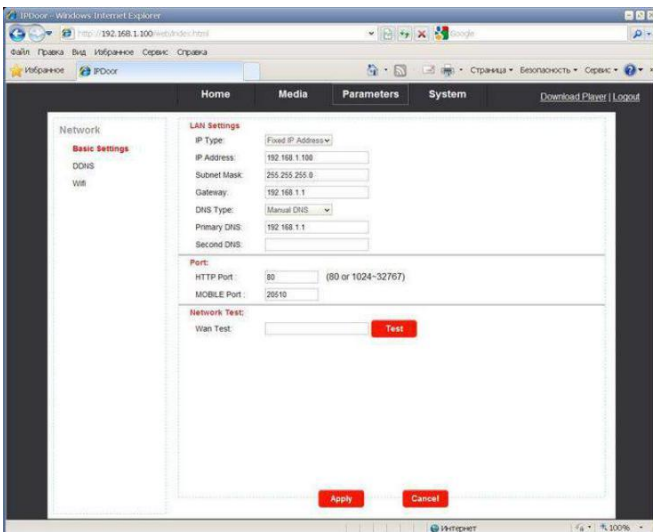 IPDoor - Windows Internet Explorer
http://192.168.1.100/web/index.html
Google
Файл Правка Вид Избранное Сервис Справка
Избранное IPDoor Страница Безопасность Сервис
Home Media Parameters System Download Player | Logout
Network
Basic Settings
DDNS
Wifi
LAN Settings
IP Type: Fixed IP Address
IP Address: 192.168.1.100
Subnet Mask: 255.255.255.0
Gateway: 192.168.1.1
DNS Type: Manual DNS
Primary DNS: 192.168.1.1
Second DNS:
Port:
HTTP Port : 80 (80 or 1024~32767)
MOBILE Port : 20510
Network Test:
Wan Test: Test
Apply Cancel
Интернет 100%